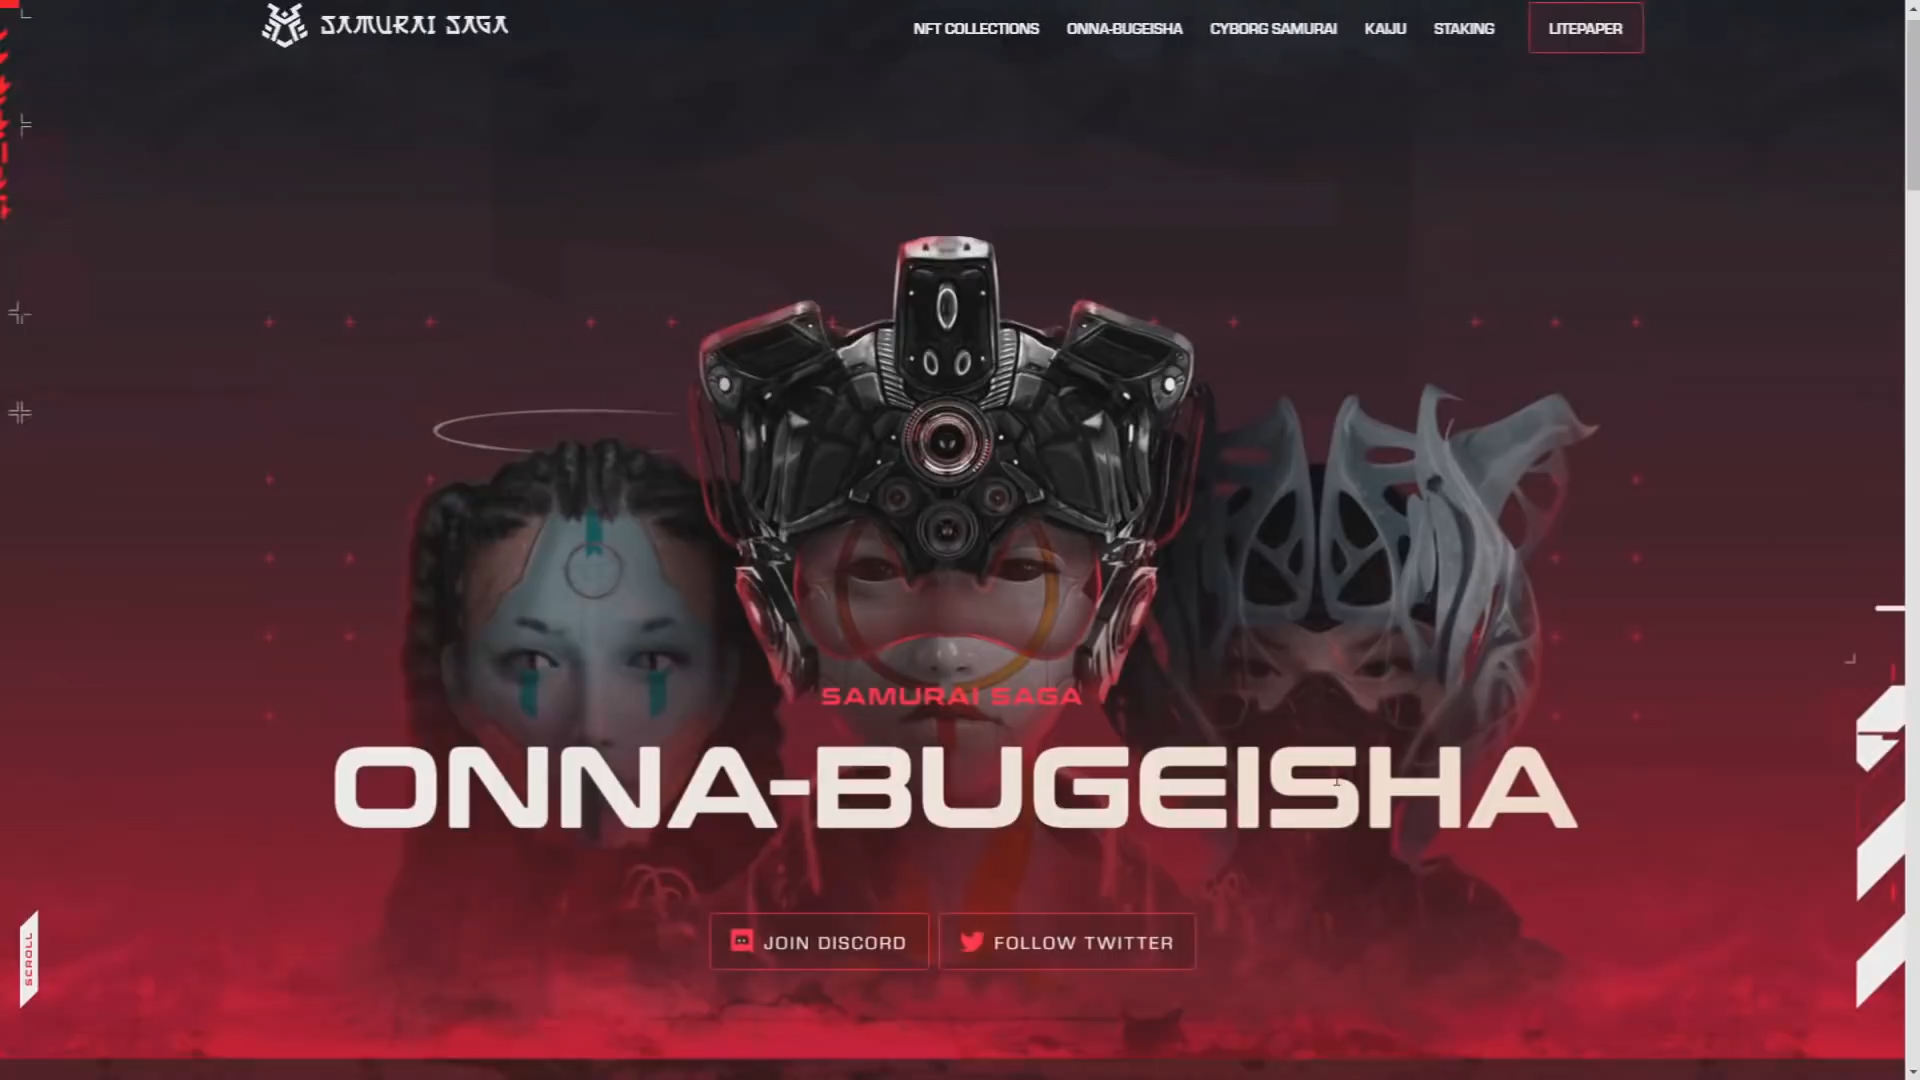 SAMURAI SAGA
NFT COLLECTIONS
ONNA-BUGEISHA
CYBORG SAMURAI
KAIJU
STAKING
LITEPAPER
SAMURAI SAGA
ONNA-BUGEISHA
JOIN DISCORD
FOLLOW TWITTER
SCROLL